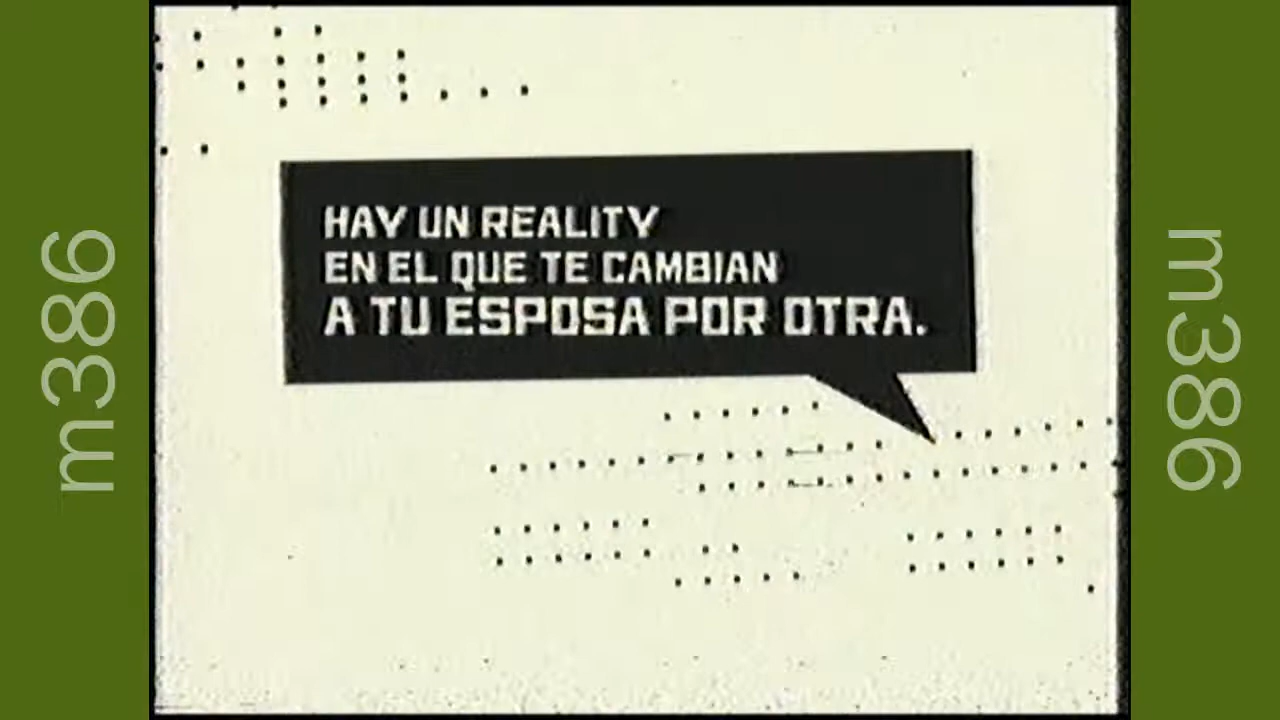 m386
HAY UN REALITY
EN EL QUE TE CAMBIAN
A TU ESPOSA POR OTRA.
m386